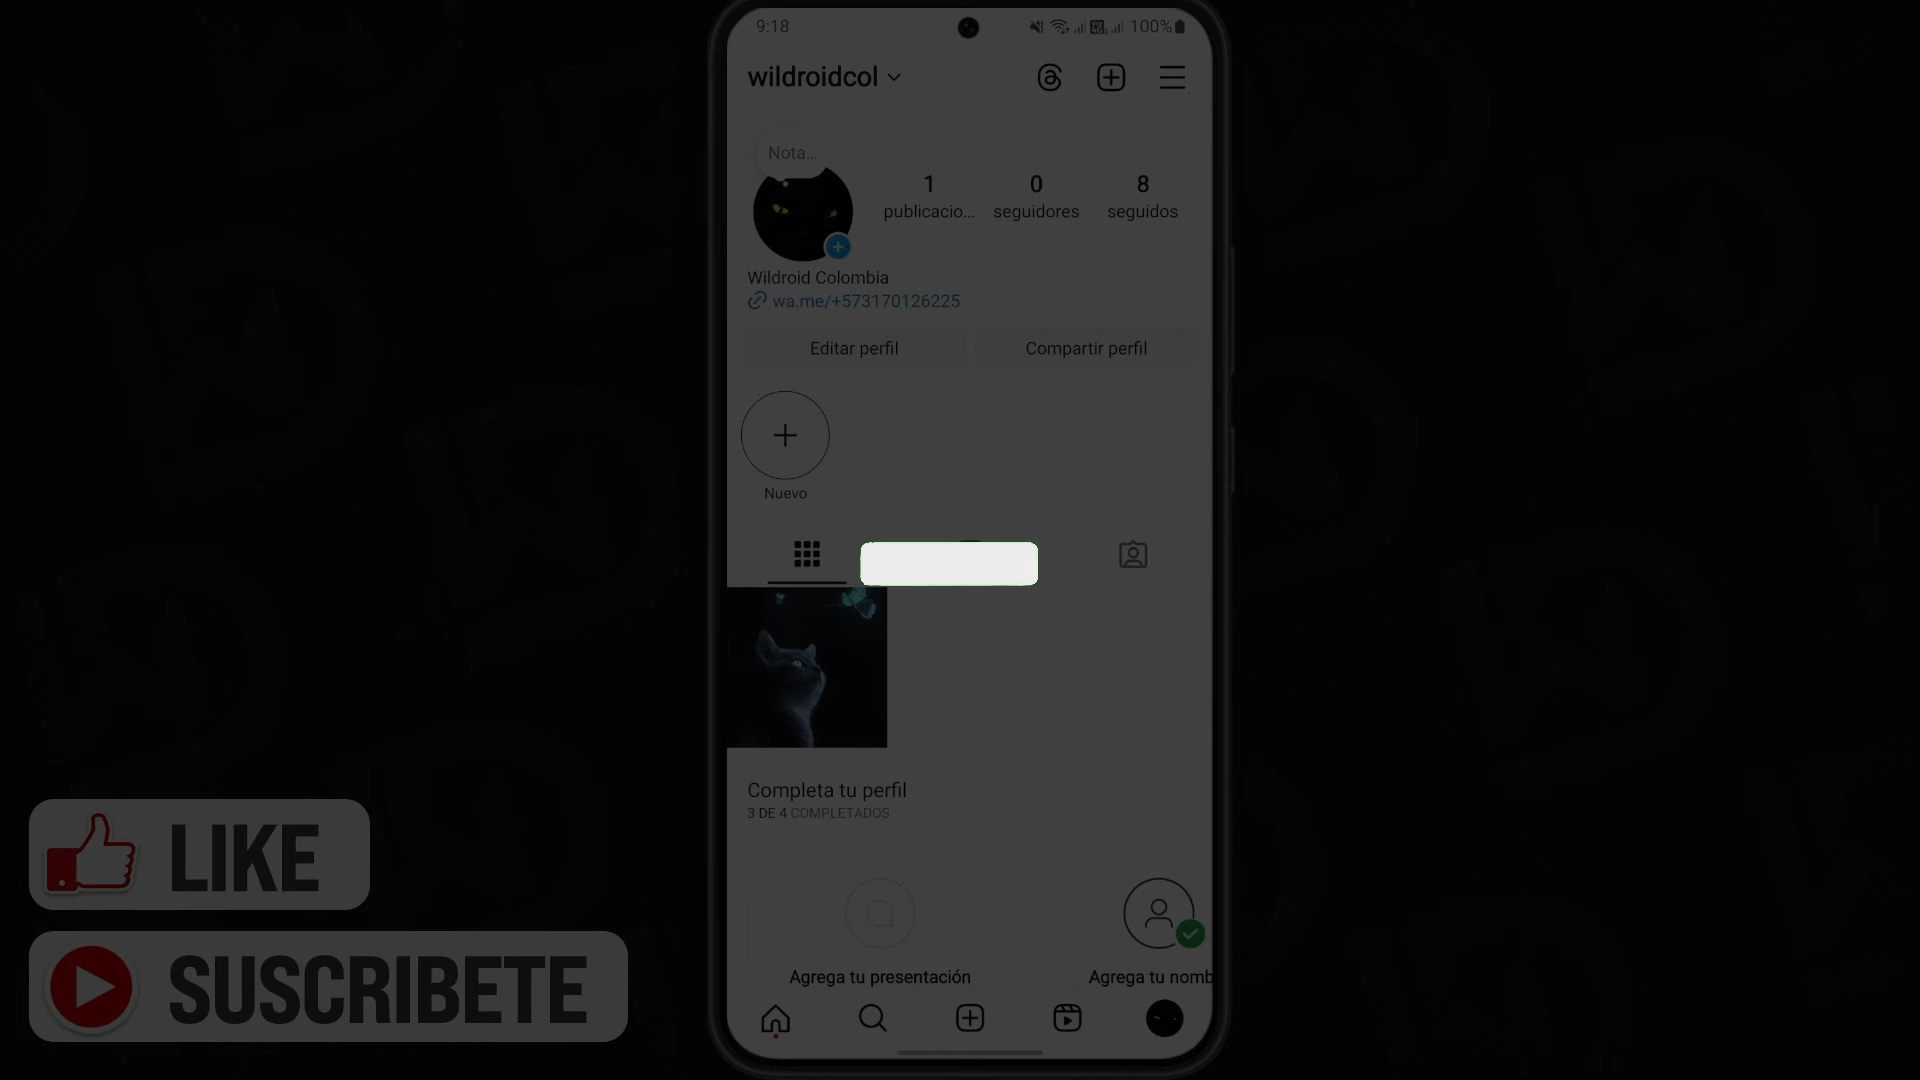 9:18
100%
wildroidcol
Nota...
1
0
8
publicacio...
seguidores
seguidos
Wildroid Colombia
wa.me/+573170126225
Editar perfil
Compartir perfil
Nuevo
Completa tu perfil
3 DE 4 COMPLETADOS
LIKE
SUSCRIBETE
Agrega tu presentación
Agrega tu nomb